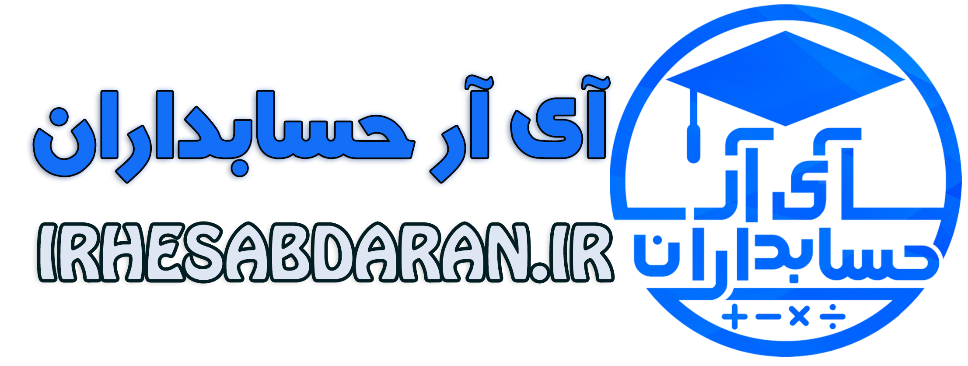 آی آر حسابداران
IRHESABDARAN.IR
آی آر
حسابداران
+ − × ÷